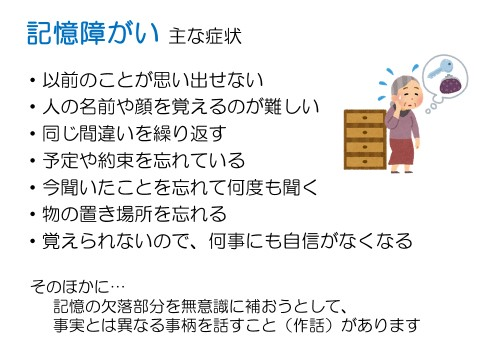 記憶障がい 主な症状
• 以前のことが思い出せない
• 人の名前や顔を覚えるのが難しい
• 同じ間違いを繰り返す
• 予定や約束を忘れている
• 今聞いたことを忘れて何度も聞く
• 物の置き場所を忘れる
• 覚えられないので、何事にも自信がなくなる
そのほかに…
記憶の欠落部分を無意識に補おうとして、
事実とは異なる事柄を話すこと（作話）があります